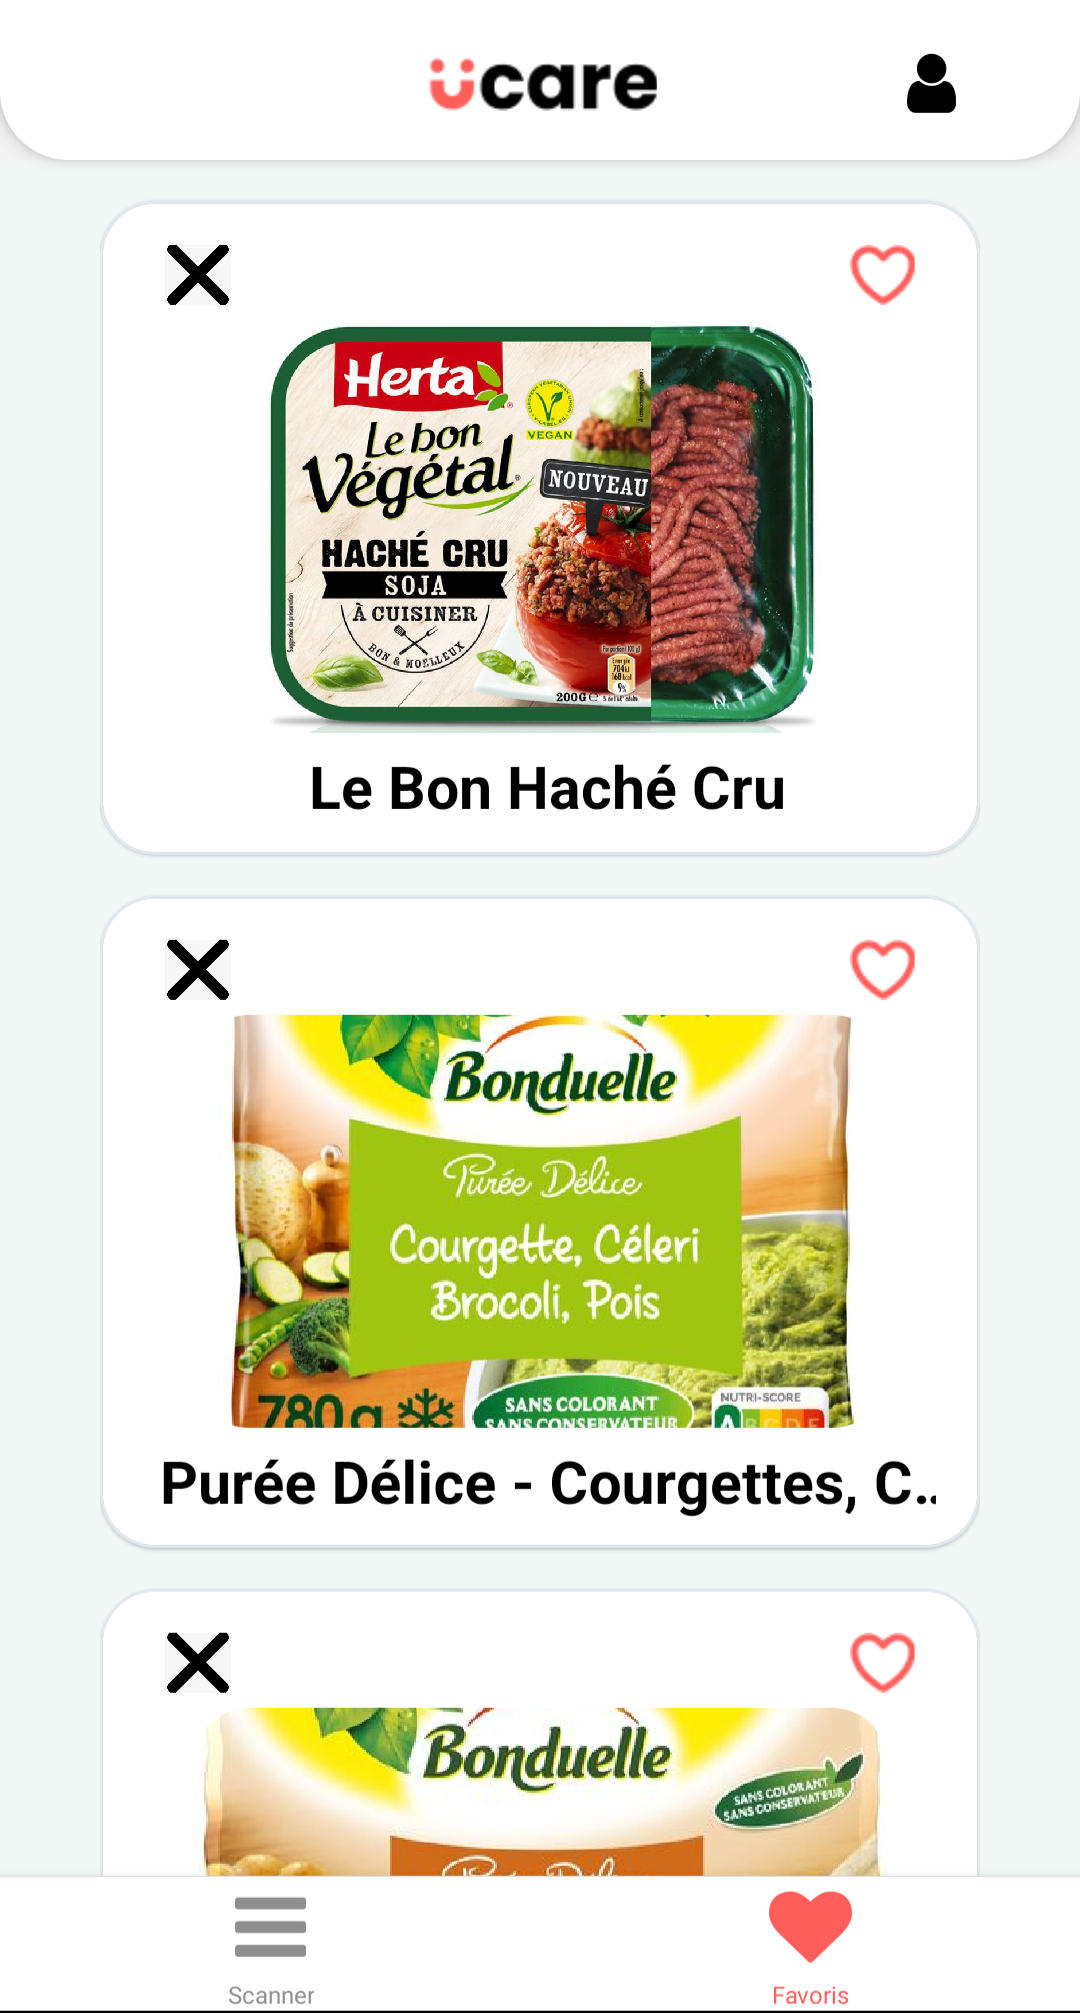 ucare
Herta
VEGAN
Le bon
Végétal
NOUVEAU
HACHÉ CRU
SOJA
À CUISINER
BON & MOELLEUX
200G e
Le Bon Haché Cru
Bonduelle
Purée Délice
Courgette, Céleri
Brocoli, Pois
780g
SANS COLORANT
SANS CONSERVATEUR
NUTRI-SCORE
A B C D E
Purée Délice - Courgettes, C..
Bonduelle
SANS COLORANT
SANS CONSERVATEUR
Scanner
Favoris